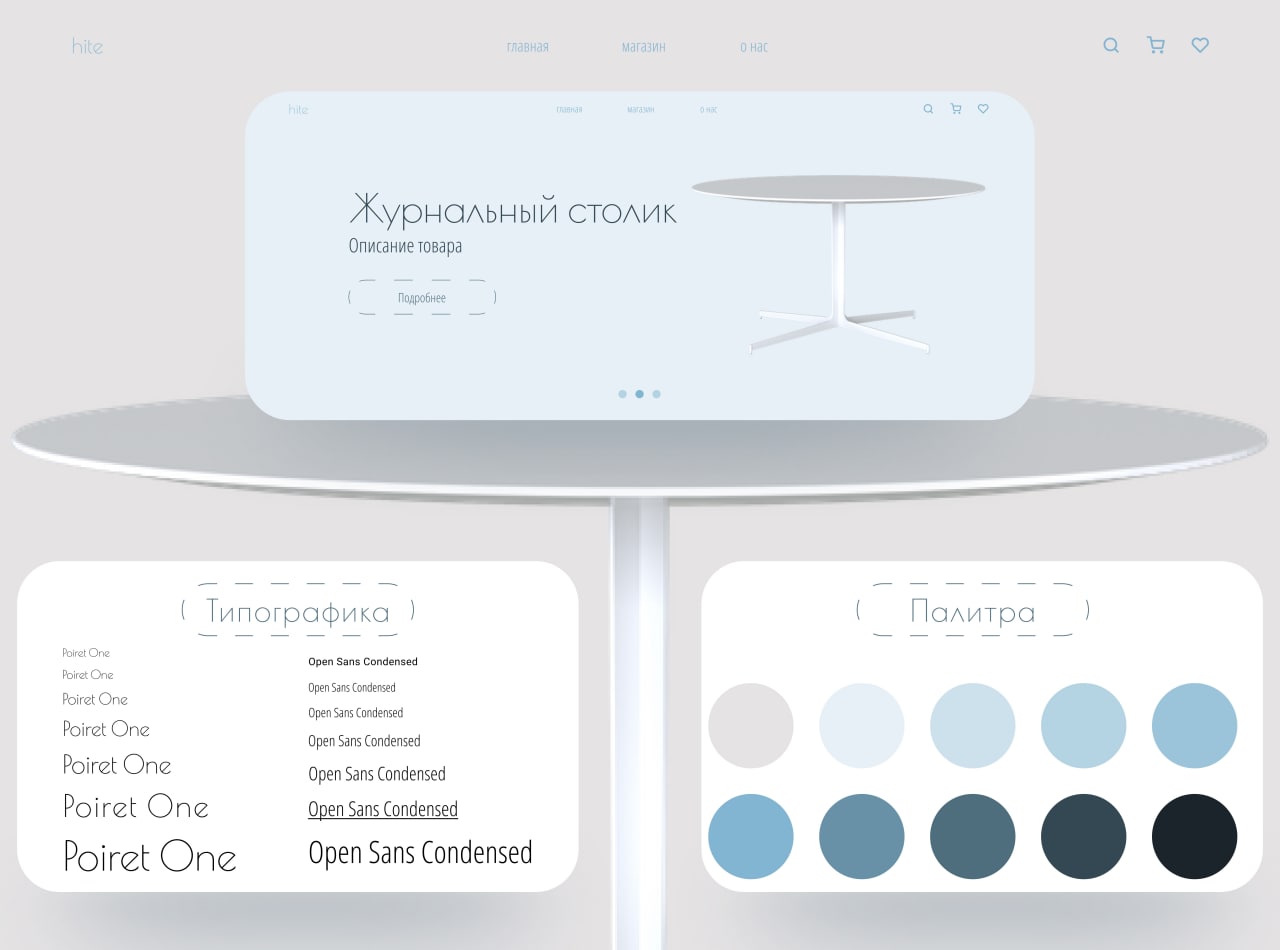 hite главная магазин о нас
hite главная магазин о нас
Журнальный столик
Описание товара
Подробнее
Типографика
Poiret One
Poiret One
Poiret One
Poiret One
Poiret One
Poiret One
Poiret One
Open Sans Condensed
Open Sans Condensed
Open Sans Condensed
Open Sans Condensed
Open Sans Condensed
Open Sans Condensed
Open Sans Condensed
Палитра